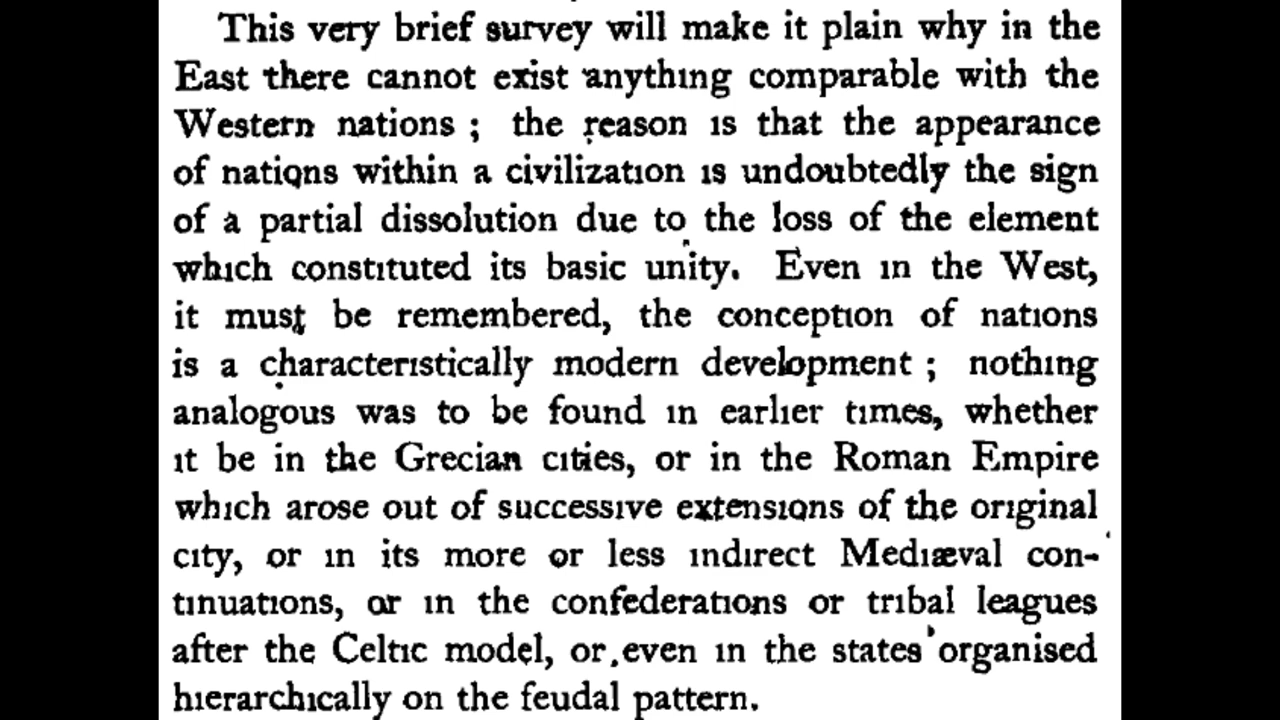 This very brief survey will make it plain why in the
East there cannot exist anything comparable with the
Western nations ; the reason is that the appearance
of nations within a civilization is undoubtedly the sign
of a partial dissolution due to the loss of the element
which constituted its basic unity. Even in the West,
it must be remembered, the conception of nations
is a characteristically modern development ; nothing
analogous was to be found in earlier times, whether
it be in the Grecian cities, or in the Roman Empire
which arose out of successive extensions of the original
city, or in its more or less indirect Mediæval con-
tinuations, or in the confederations or tribal leagues
after the Celtic model, or even in the states organised
hierarchically on the feudal pattern.